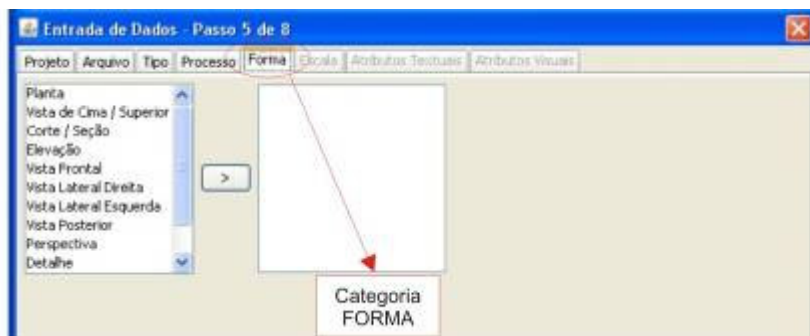 Entrada de Dados - Passo 5 de 8
Projeto Arquivo Tipo Processo Forma Escala Atributos Textuais Atributos Visuais
Planta
Vista de Cima / Superior
Corte / Seção
Elevação
Vista Frontal
>
Vista Lateral Direita
Vista Lateral Esquerda
Vista Posterior
Perspectiva
Detalhe
Categoria
FORMA